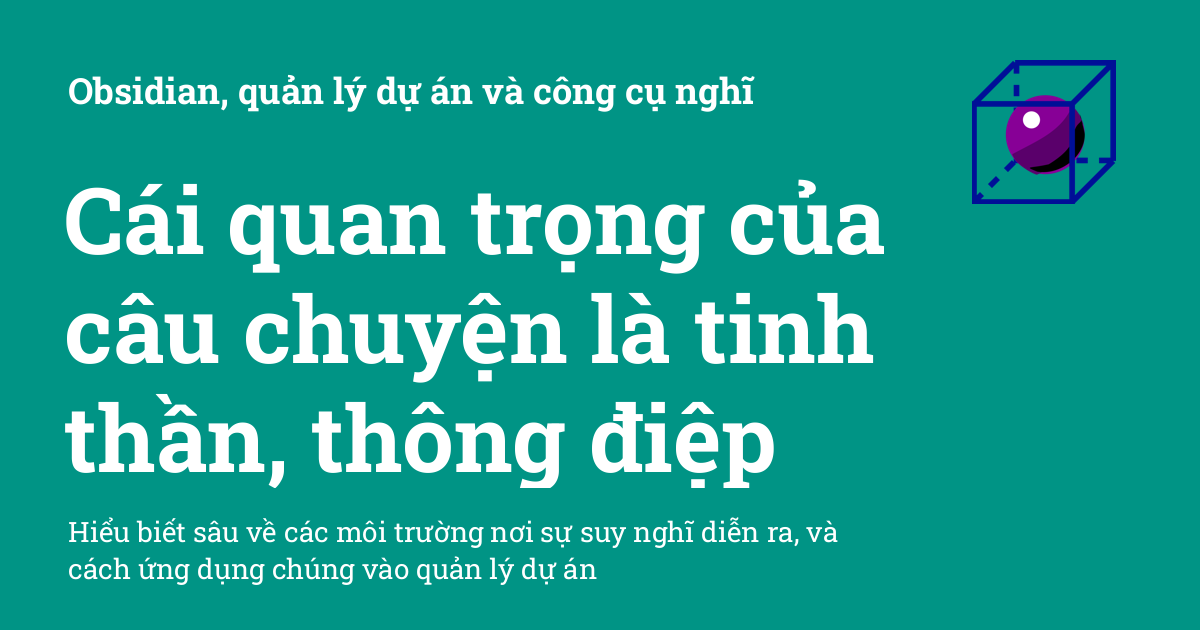 Obsidian, quản lý dự án và công cụ nghĩ
Cái quan trọng của
câu chuyện là tinh
thần, thông điệp
Hiểu biết sâu về các môi trường nơi sự suy nghĩ diễn ra, và
cách ứng dụng chúng vào quản lý dự án